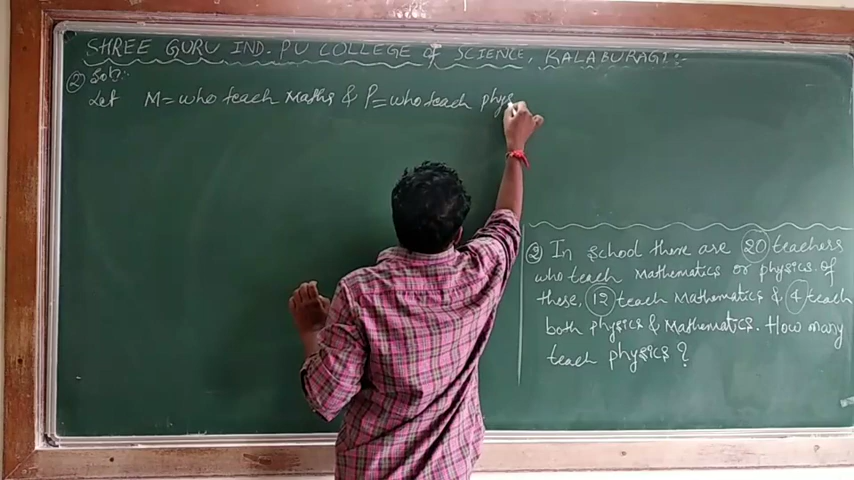 SHREE GURU IND. PU COLLEGE of SCIENCE, KALABURAGI:-
② Soln:-
Let M = who teach Maths & P = who teach phys
② In school there are 20 teachers
who teach Mathematics or physics. of
these, 12 teach Mathematics & 4 teach
both physics & Mathematics. How many
teach physics ?